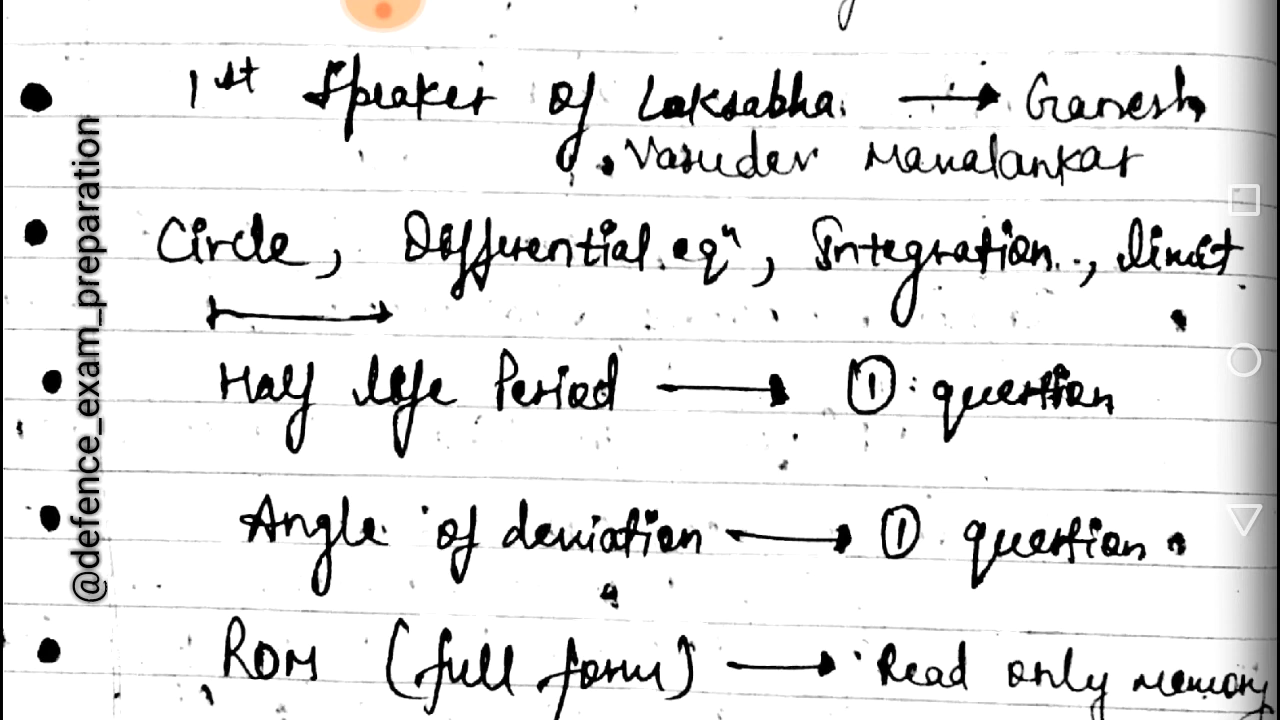 1st Speaker of Loksabha. → Ganesh
Vasudev Mavalankar
Circle, Differential eqn, Integration.., limit
Half life Period → ① question
Angle of deviation → ① question
ROM (full form) → Read only memory
@defence_exam_preparation